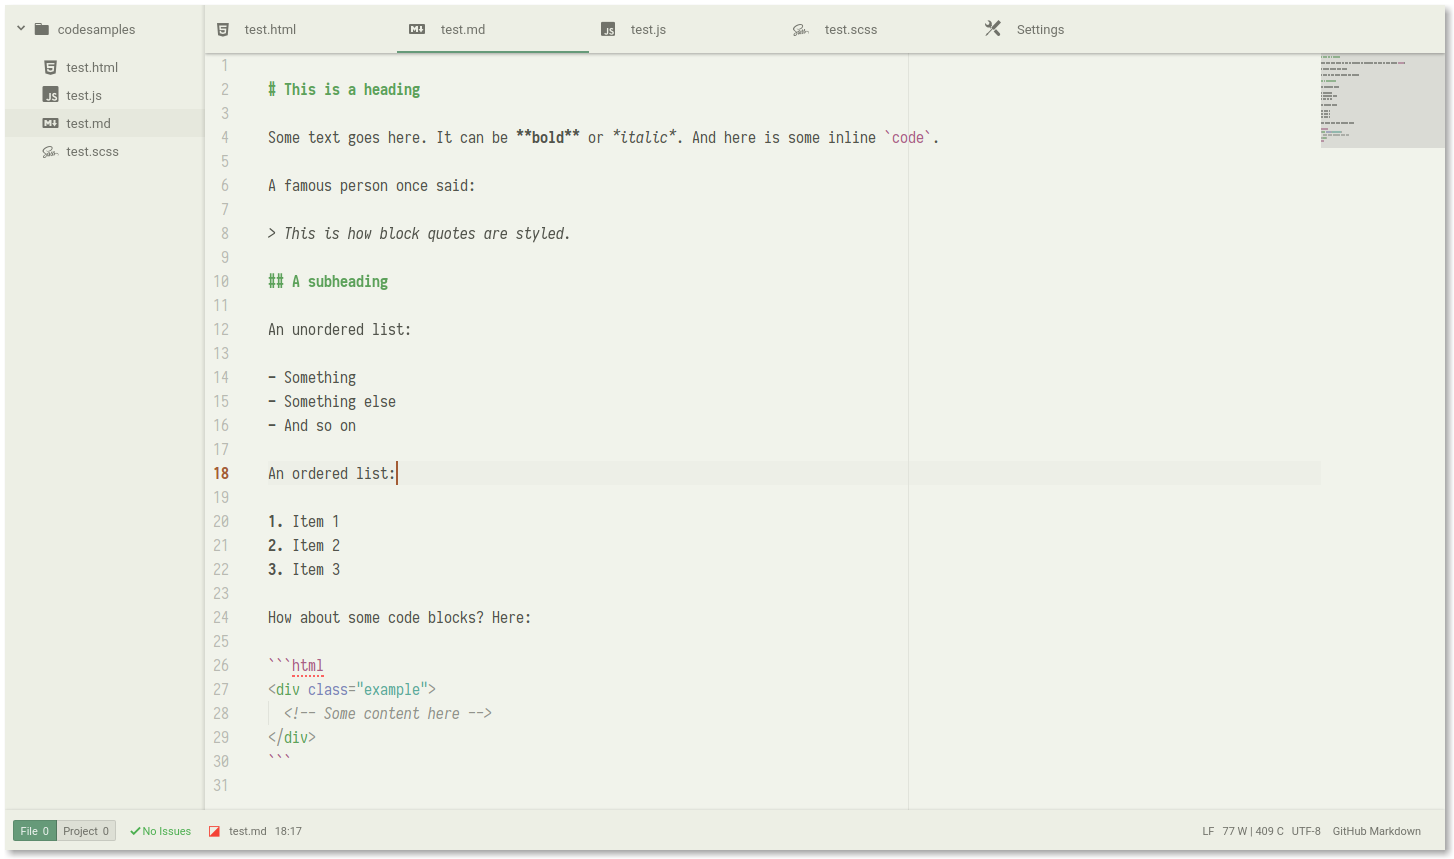 codesamples
test.html
test.js
test.md
test.scss
test.html test.md test.js test.scss Settings
1
2 # This is a heading
3
4 Some text goes here. It can be **bold** or *italic*. And here is some inline `code`.
5
6 A famous person once said:
7
8 > This is how block quotes are styled.
9
10 ## A subheading
11
12 An unordered list:
13
14 - Something
15 - Something else
16 - And so on
17
18 An ordered list:
19
20 1. Item 1
21 2. Item 2
22 3. Item 3
23
24 How about some code blocks? Here:
25
26 ```html
27 <div class="example">
28   <!-- Some content here -->
29 </div>
30 ```
31
File 0 Project 0 No Issues test.md 18:17 LF 77 W | 409 C UTF-8 GitHub Markdown